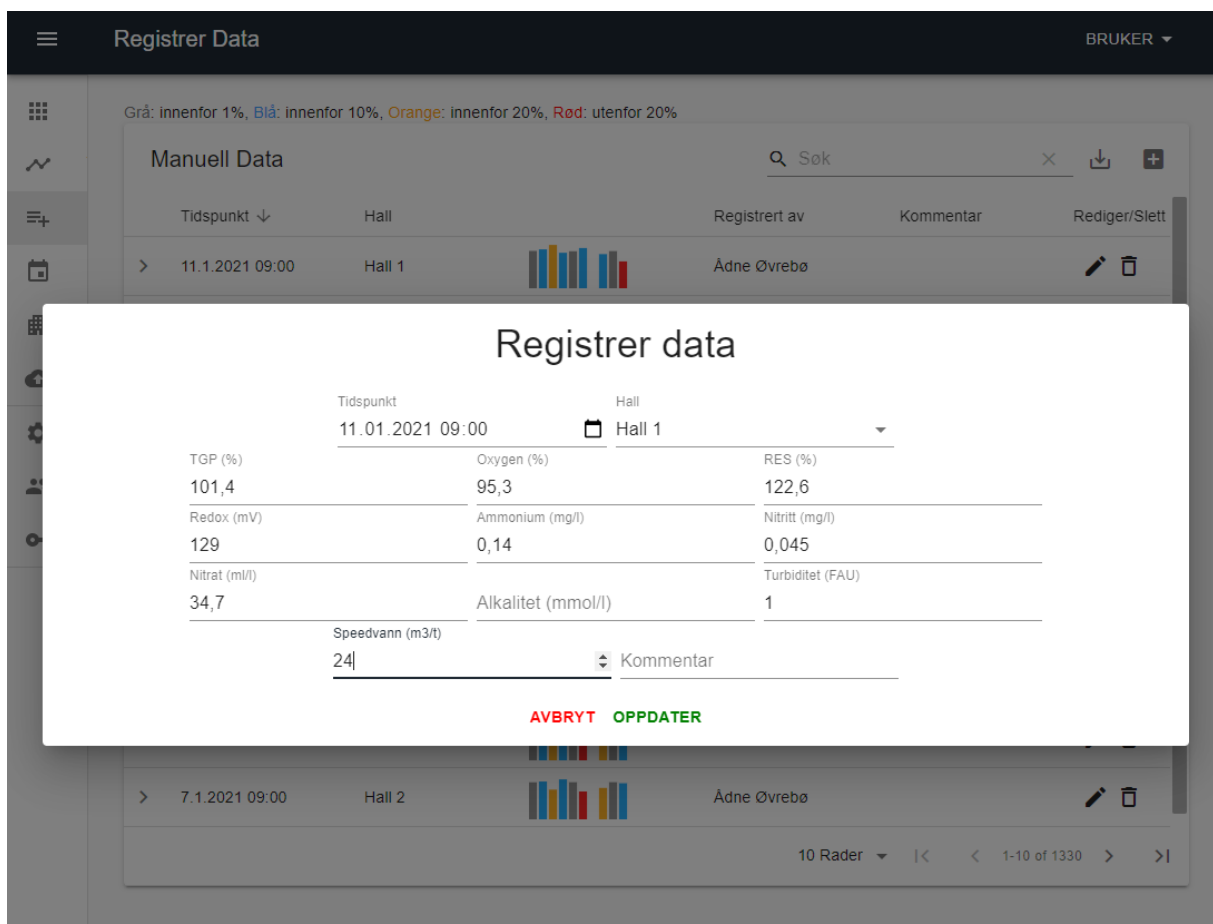 Registrer Data BRUKER
Grå: innenfor 1%, Blå: innenfor 10%, Orange: innenfor 20%, Rød: utenfor 20%
Manuell Data Søk
Tidspunkt Hall Registrert av Kommentar Rediger/Slett
11.1.2021 09:00 Hall 1 Ådne Øvrebø
Registrer data
Tidspunkt Hall
11.01.2021 09:00 Hall 1
TGP (%) Oxygen (%) RES (%)
101,4 95,3 122,6
Redox (mV) Ammonium (mg/l) Nitritt (mg/l)
129 0,14 0,045
Nitrat (ml/l) Turbiditet (FAU)
34,7 Alkalitet (mmol/l) 1
Speedvann (m3/t)
24 Kommentar
AVBRYT OPPDATER
7.1.2021 09:00 Hall 2 Ådne Øvrebø
10 Rader 1-10 of 1330